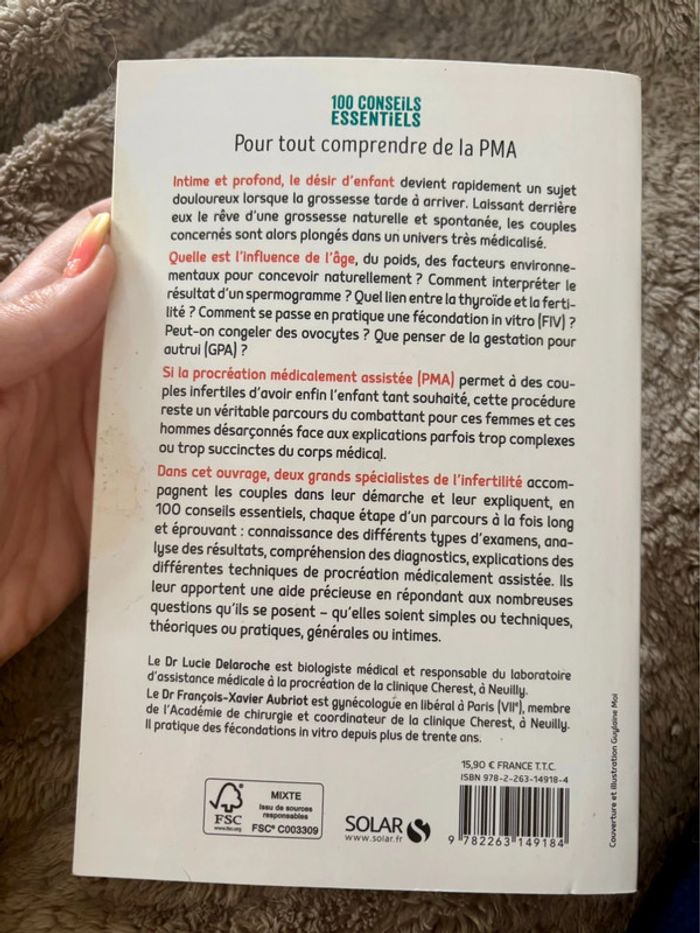 100 CONSEILS
ESSENTIELS
Pour tout comprendre de la PMA
Intime et profond, le désir d'enfant devient rapidement un sujet
douloureux lorsque la grossesse tarde à arriver. Laissant derrière
eux le rêve d'une grossesse naturelle et spontanée, les couples
concernés sont alors plongés dans un univers très médicalisé.
Quelle est l'influence de l'âge, du poids, des facteurs environne-
mentaux pour concevoir naturellement ? Comment interpréter le
résultat d'un spermogramme ? Quel lien entre la thyroïde et la ferti-
lité ? Comment se passe en pratique une fécondation in vitro (FIV) ?
Peut-on congeler des ovocytes ? Que penser de la gestation pour
autrui (GPA) ?
Si la procréation médicalement assistée (PMA) permet à des cou-
ples infertiles d'avoir enfin l'enfant tant souhaité, cette procédure
reste un véritable parcours du combattant pour ces femmes et ces
hommes désarçonnés face aux explications parfois trop complexes
ou trop succinctes du corps médical.
Dans cet ouvrage, deux grands spécialistes de l'infertilité accom-
pagnent les couples dans leur démarche et leur expliquent, en
100 conseils essentiels, chaque étape d'un parcours à la fois long
et éprouvant : connaissance des différents types d'examens, ana-
lyse des résultats, compréhension des diagnostics, explications des
différentes techniques de procréation médicalement assistée. Ils
leur apportent une aide précieuse en répondant aux nombreuses
questions qu'ils se posent – qu'elles soient simples ou techniques,
théoriques ou pratiques, générales ou intimes.
Le Dr Lucie Delaroche est biologiste médical et responsable du laboratoire
d'assistance médicale à la procréation de la clinique Cherest, à Neuilly.
Le Dr François-Xavier Aubriot est gynécologue en libéral à Paris (VIIe), membre
de l'Académie de chirurgie et coordinateur de la clinique Cherest, à Neuilly.
Il pratique des fécondations in vitro depuis plus de trente ans.
15,90 € FRANCE T.T.C.
ISBN 978-2-263-14918-4
9 782263 149184
FSC
www.fsc.org
MIXTE
Issu de sources
responsables
FSC® C003309
SOLAR
www.solar.fr
Couverture et illustration Guylaine Moi